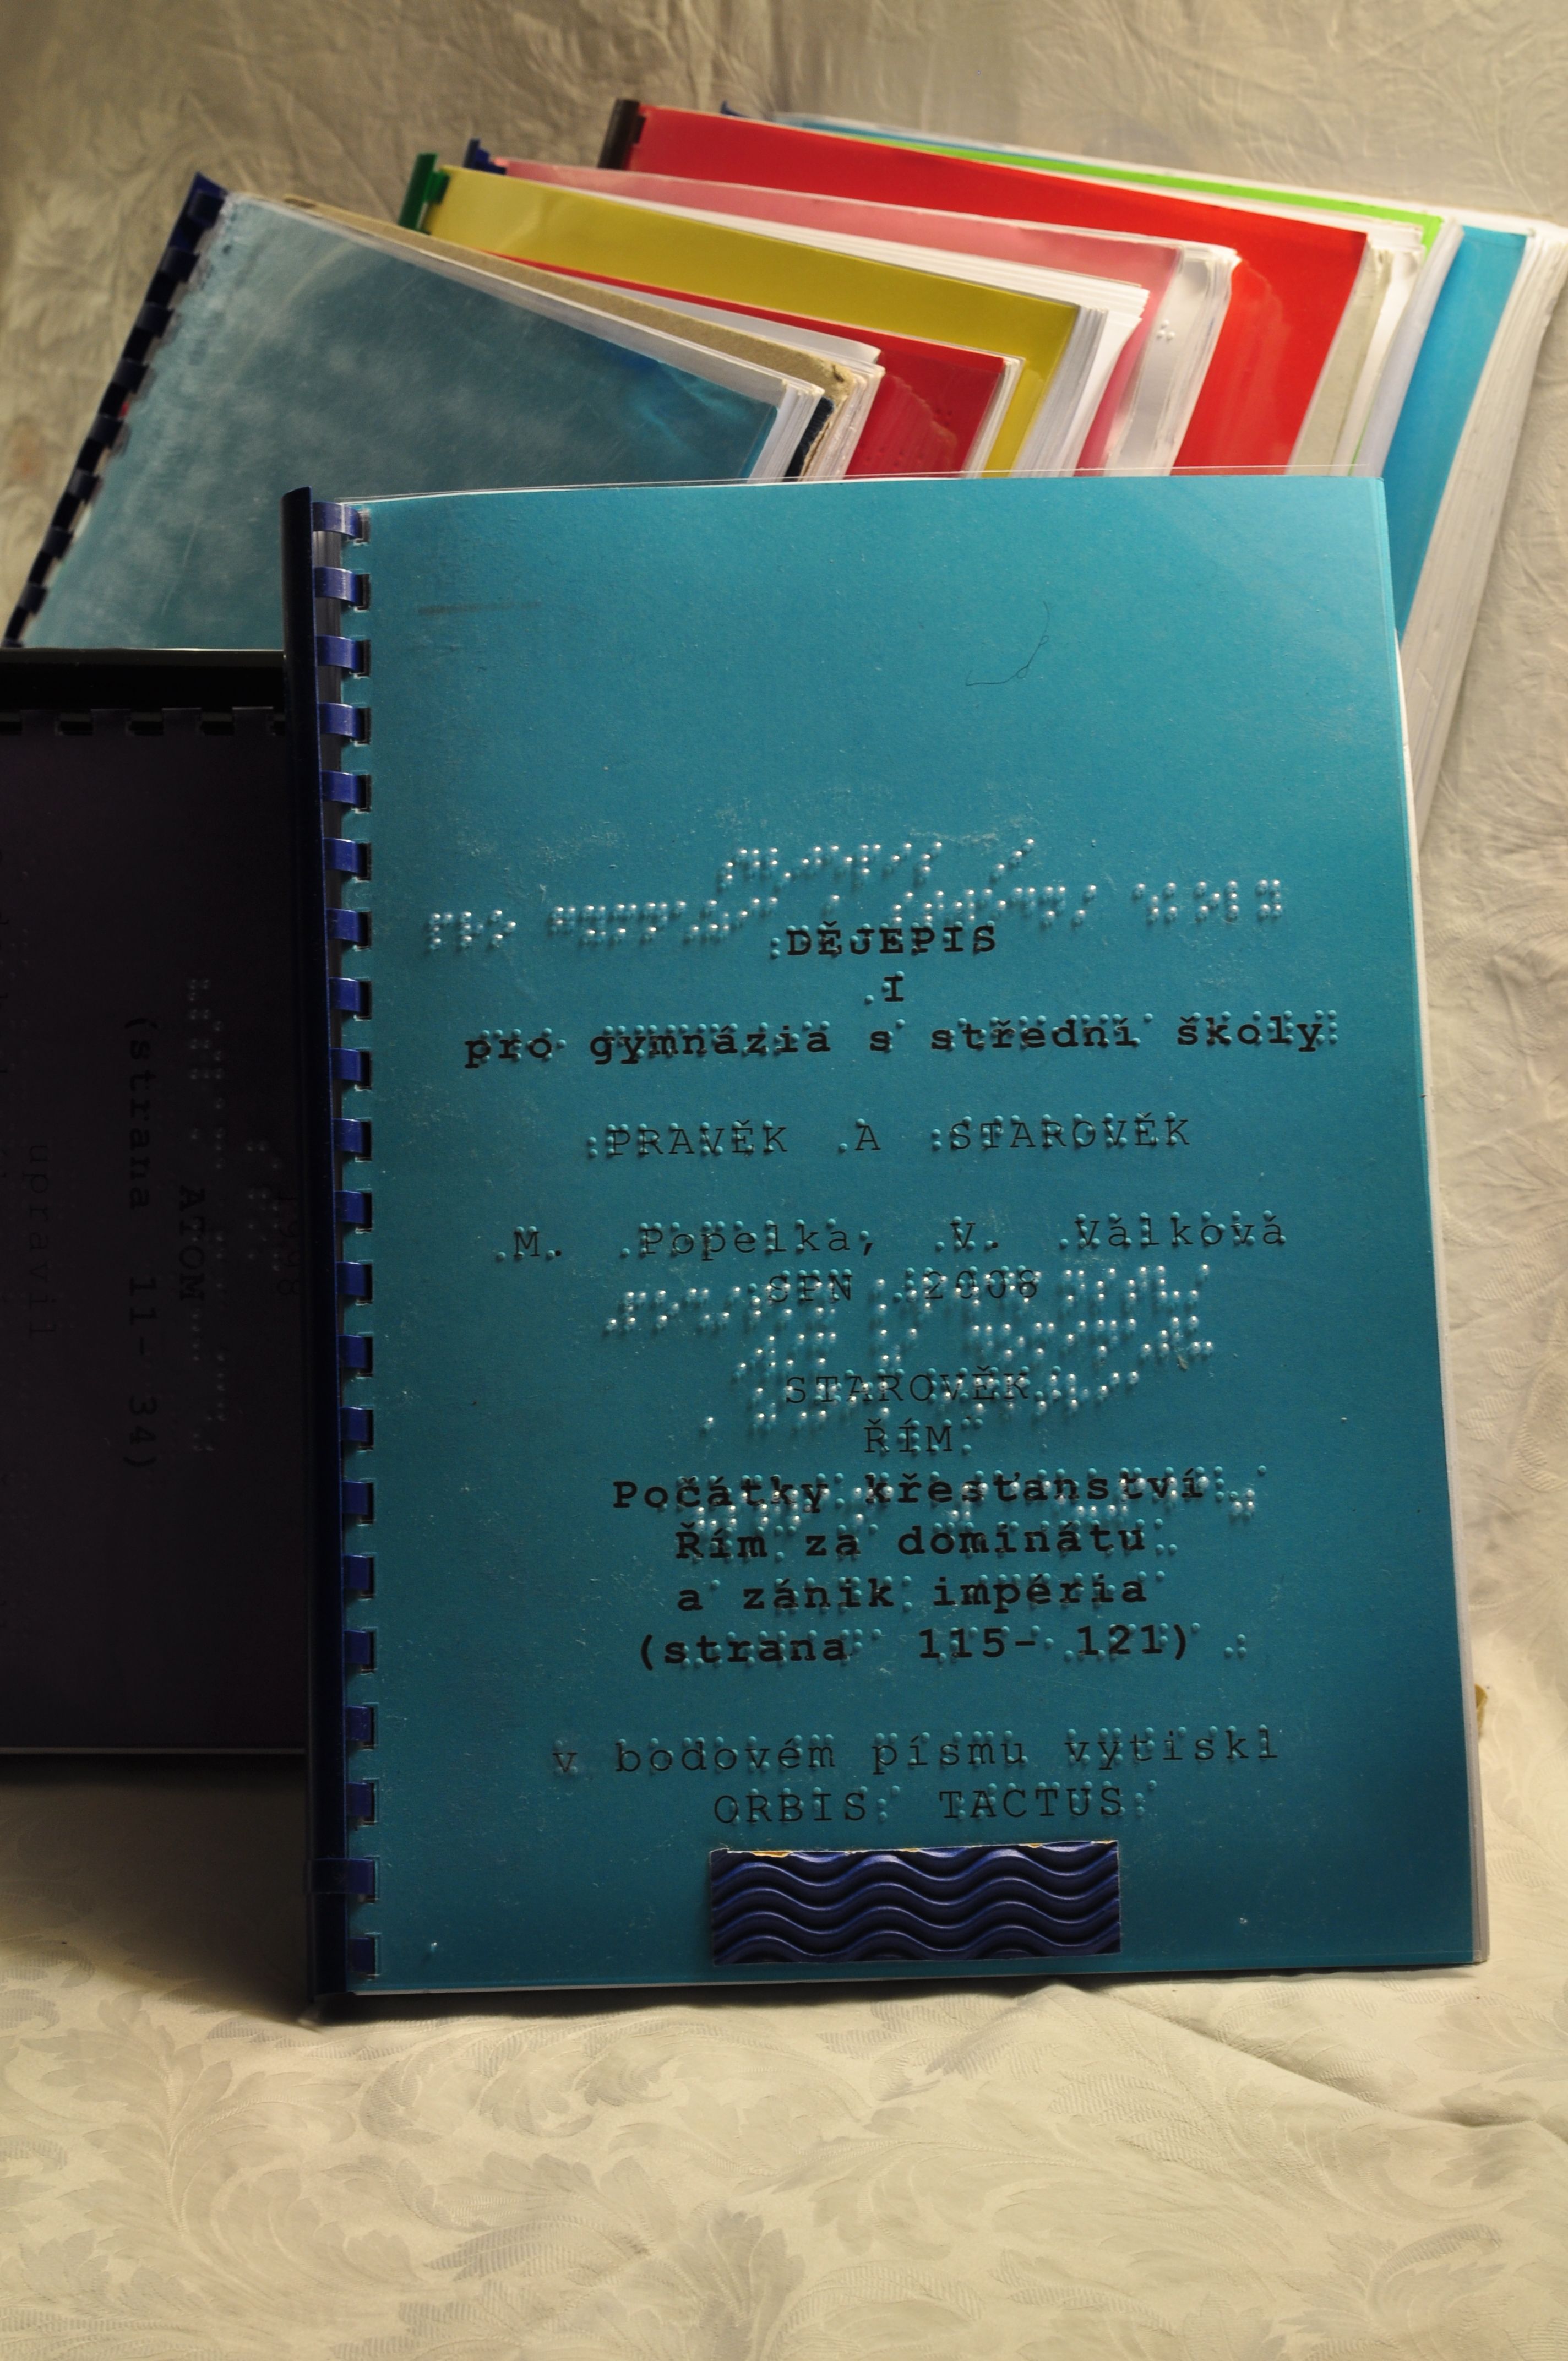 DĚJEPIS
I
pro gymnázia s střední školy
PRAVĚK A STAROVĚK
M. Popelka, V. Válková
SPN 2008
STAROVĚK
ŘÍM
Počátky křesťanství
Řím za dominátu
a zánik impéria
(strana 115- 121)
v bodovém písmu vytiskl
ORBIS TACTUS
1998
ATOM
(strana 11- 34)
upravil